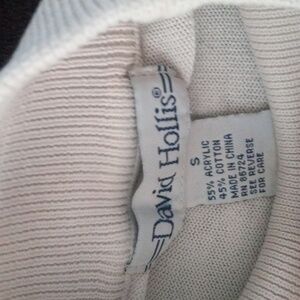 David Hollis®
S
55% ACRYLIC
45% COTTON
MADE IN CHINA
RN 86724
SEE REVERSE
FOR CARE